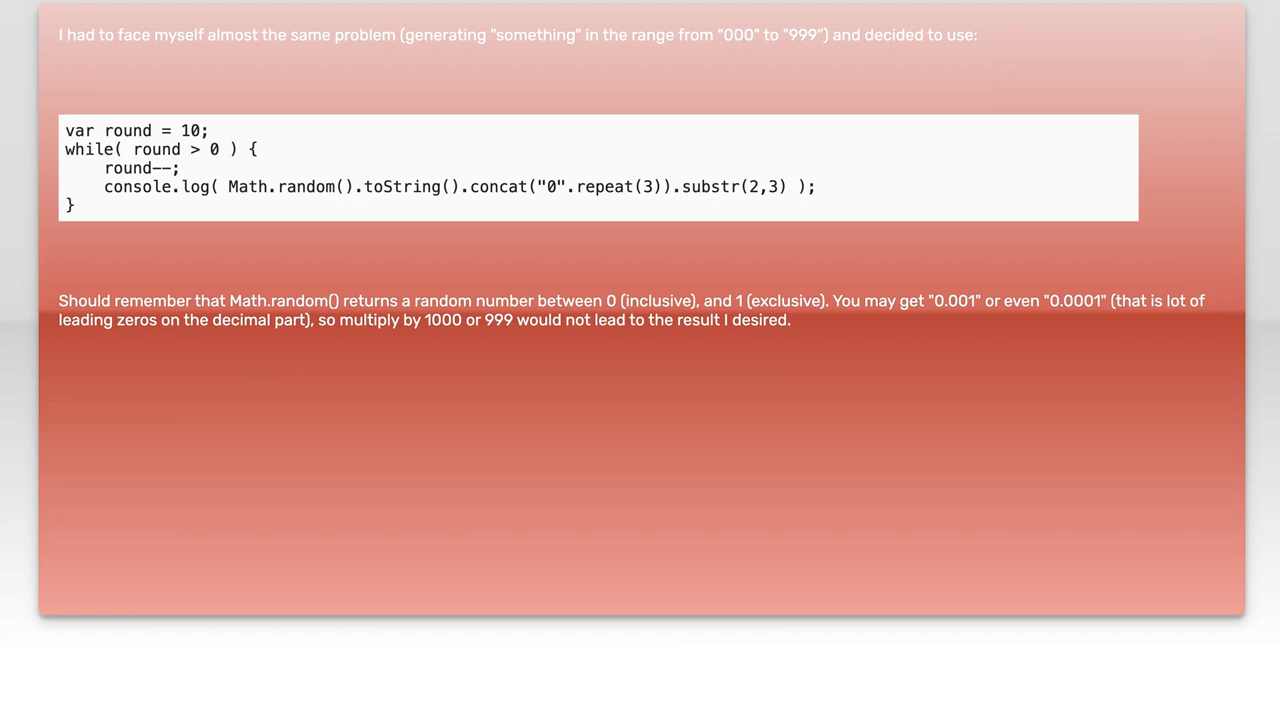 I had to face myself almost the same problem (generating "something" in the range from "000" to "999") and decided to use:
var round = 10;
while( round > 0 ) {
    round--;
    console.log( Math.random().toString().concat("0".repeat(3)).substr(2,3) );
}
Should remember that Math.random() returns a random number between 0 (inclusive), and 1 (exclusive). You may get "0.001" or even "0.0001" (that is lot of
leading zeros on the decimal part), so multiply by 1000 or 999 would not lead to the result I desired.